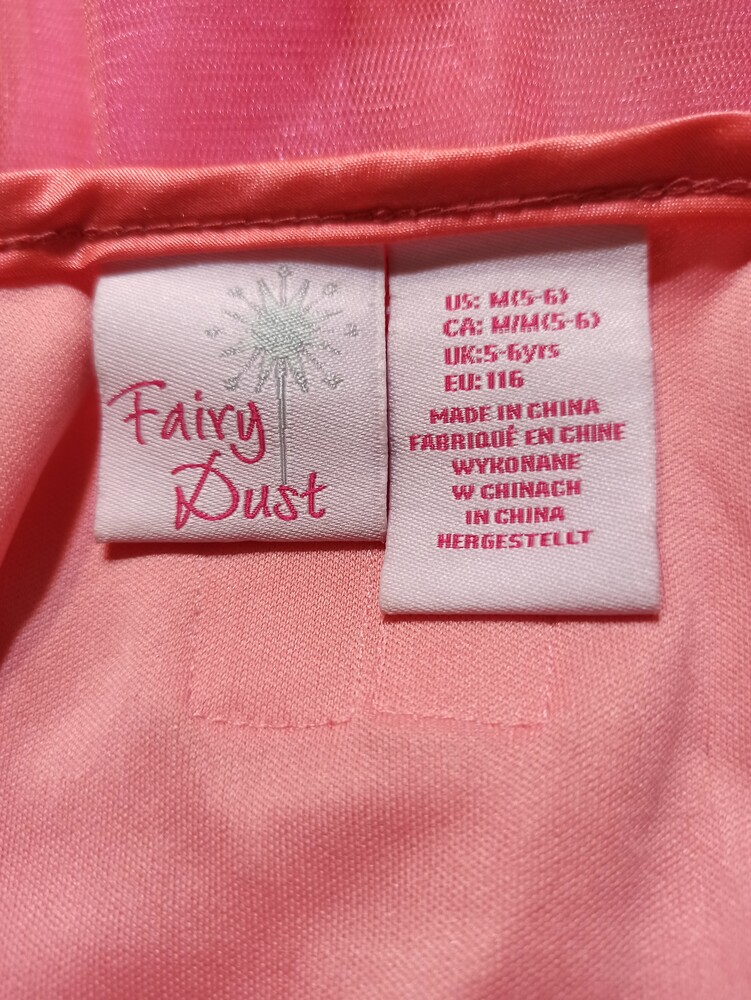 Fairy
Dust
US: M(5-6)
CA: M/M(5-6)
UK:5-6yrs
EU:116
MADE IN CHINA
FABRIQUÉ EN CHINE
WYKONANE
W CHINACH
IN CHINA
HERGESTELLT